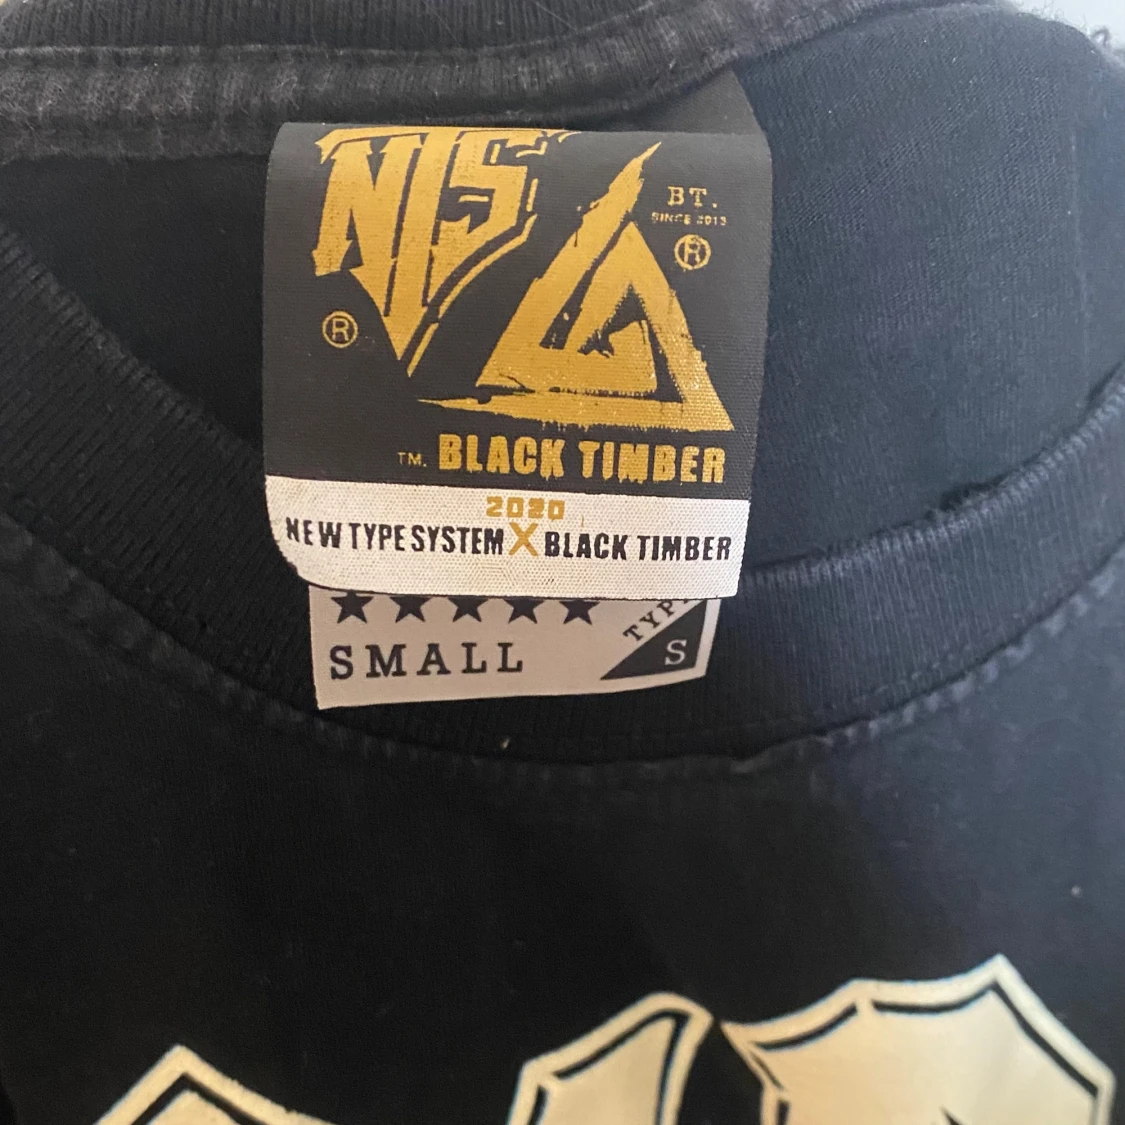 NTS
BT.
SINCE 2013
®
®
TM. BLACK TIMBER
2020
NEW TYPE SYSTEM X BLACK TIMBER
★★★★★
SMALL
TYPE
S